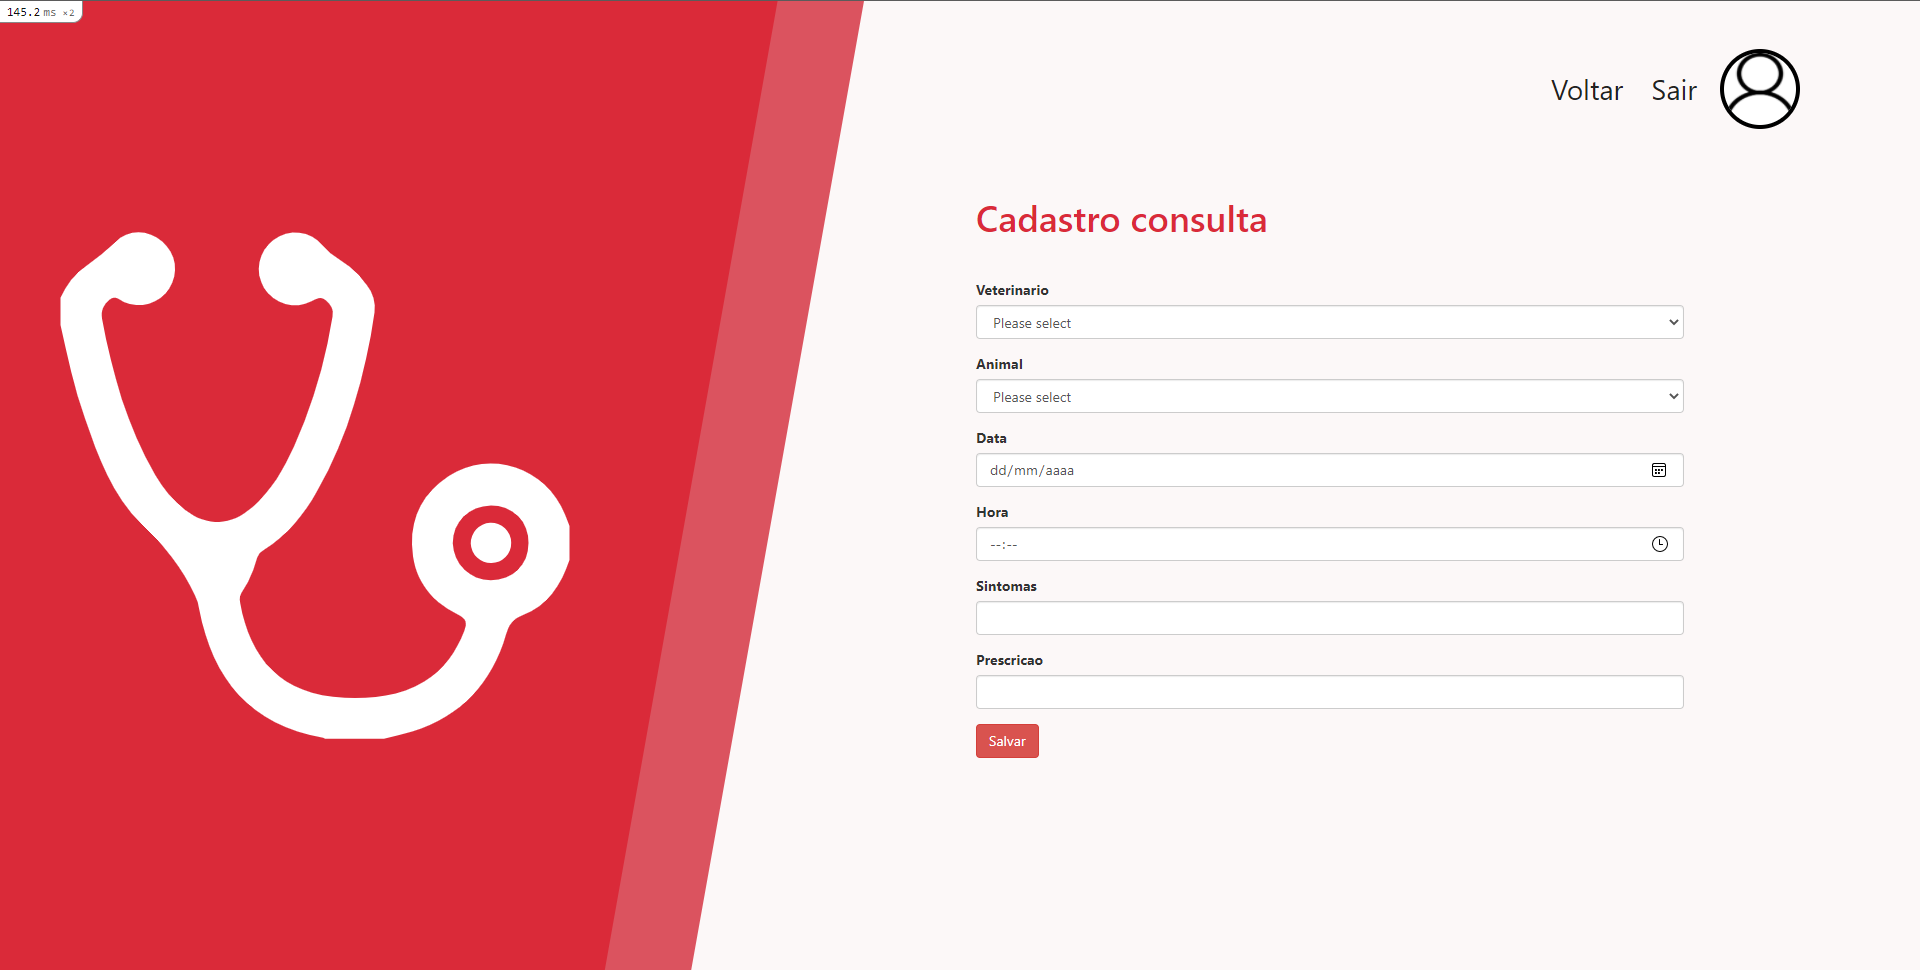 145.2 ms ×2
Voltar Sair
Cadastro consulta
Veterinario
Please select
Animal
Please select
Data
dd/mm/aaaa
Hora
--:--
Sintomas
Prescricao
Salvar